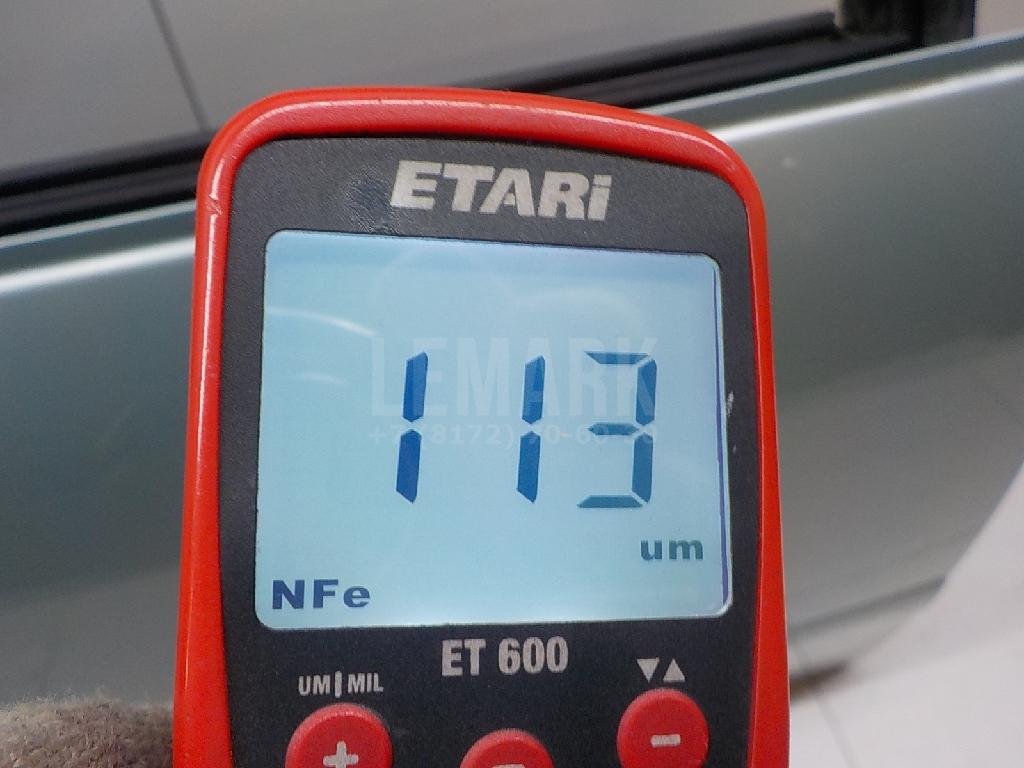 ETARi
113
LEMARK
um
NFe
ET 600
UM|MIL
▼▲
+
-